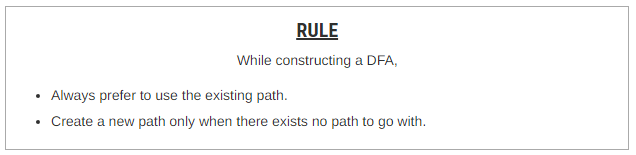 RULE
While constructing a DFA,
• Always prefer to use the existing path.
• Create a new path only when there exists no path to go with.